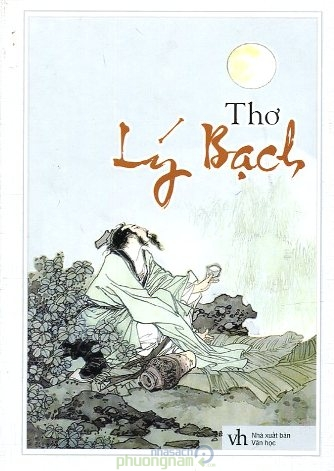 Thơ
Lý Bạch
vh
Nhà xuất bản
Văn học
nhasach
phuongnam